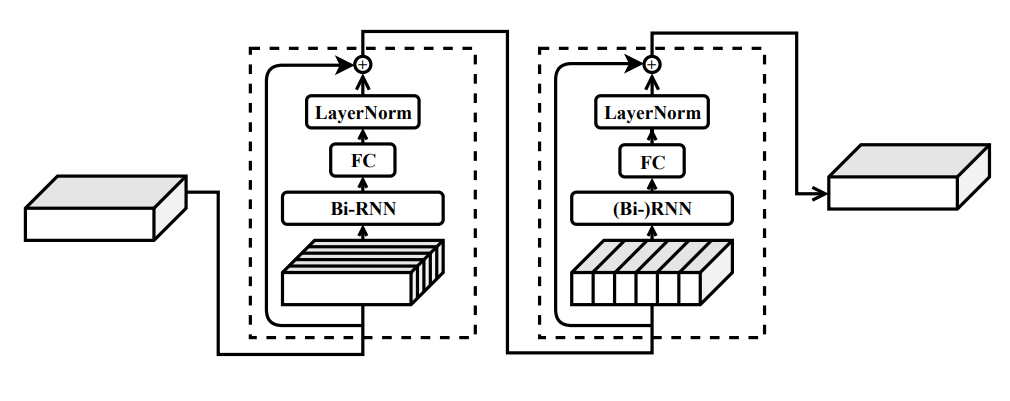 LayerNorm
FC
Bi-RNN
LayerNorm
FC
(Bi-)RNN